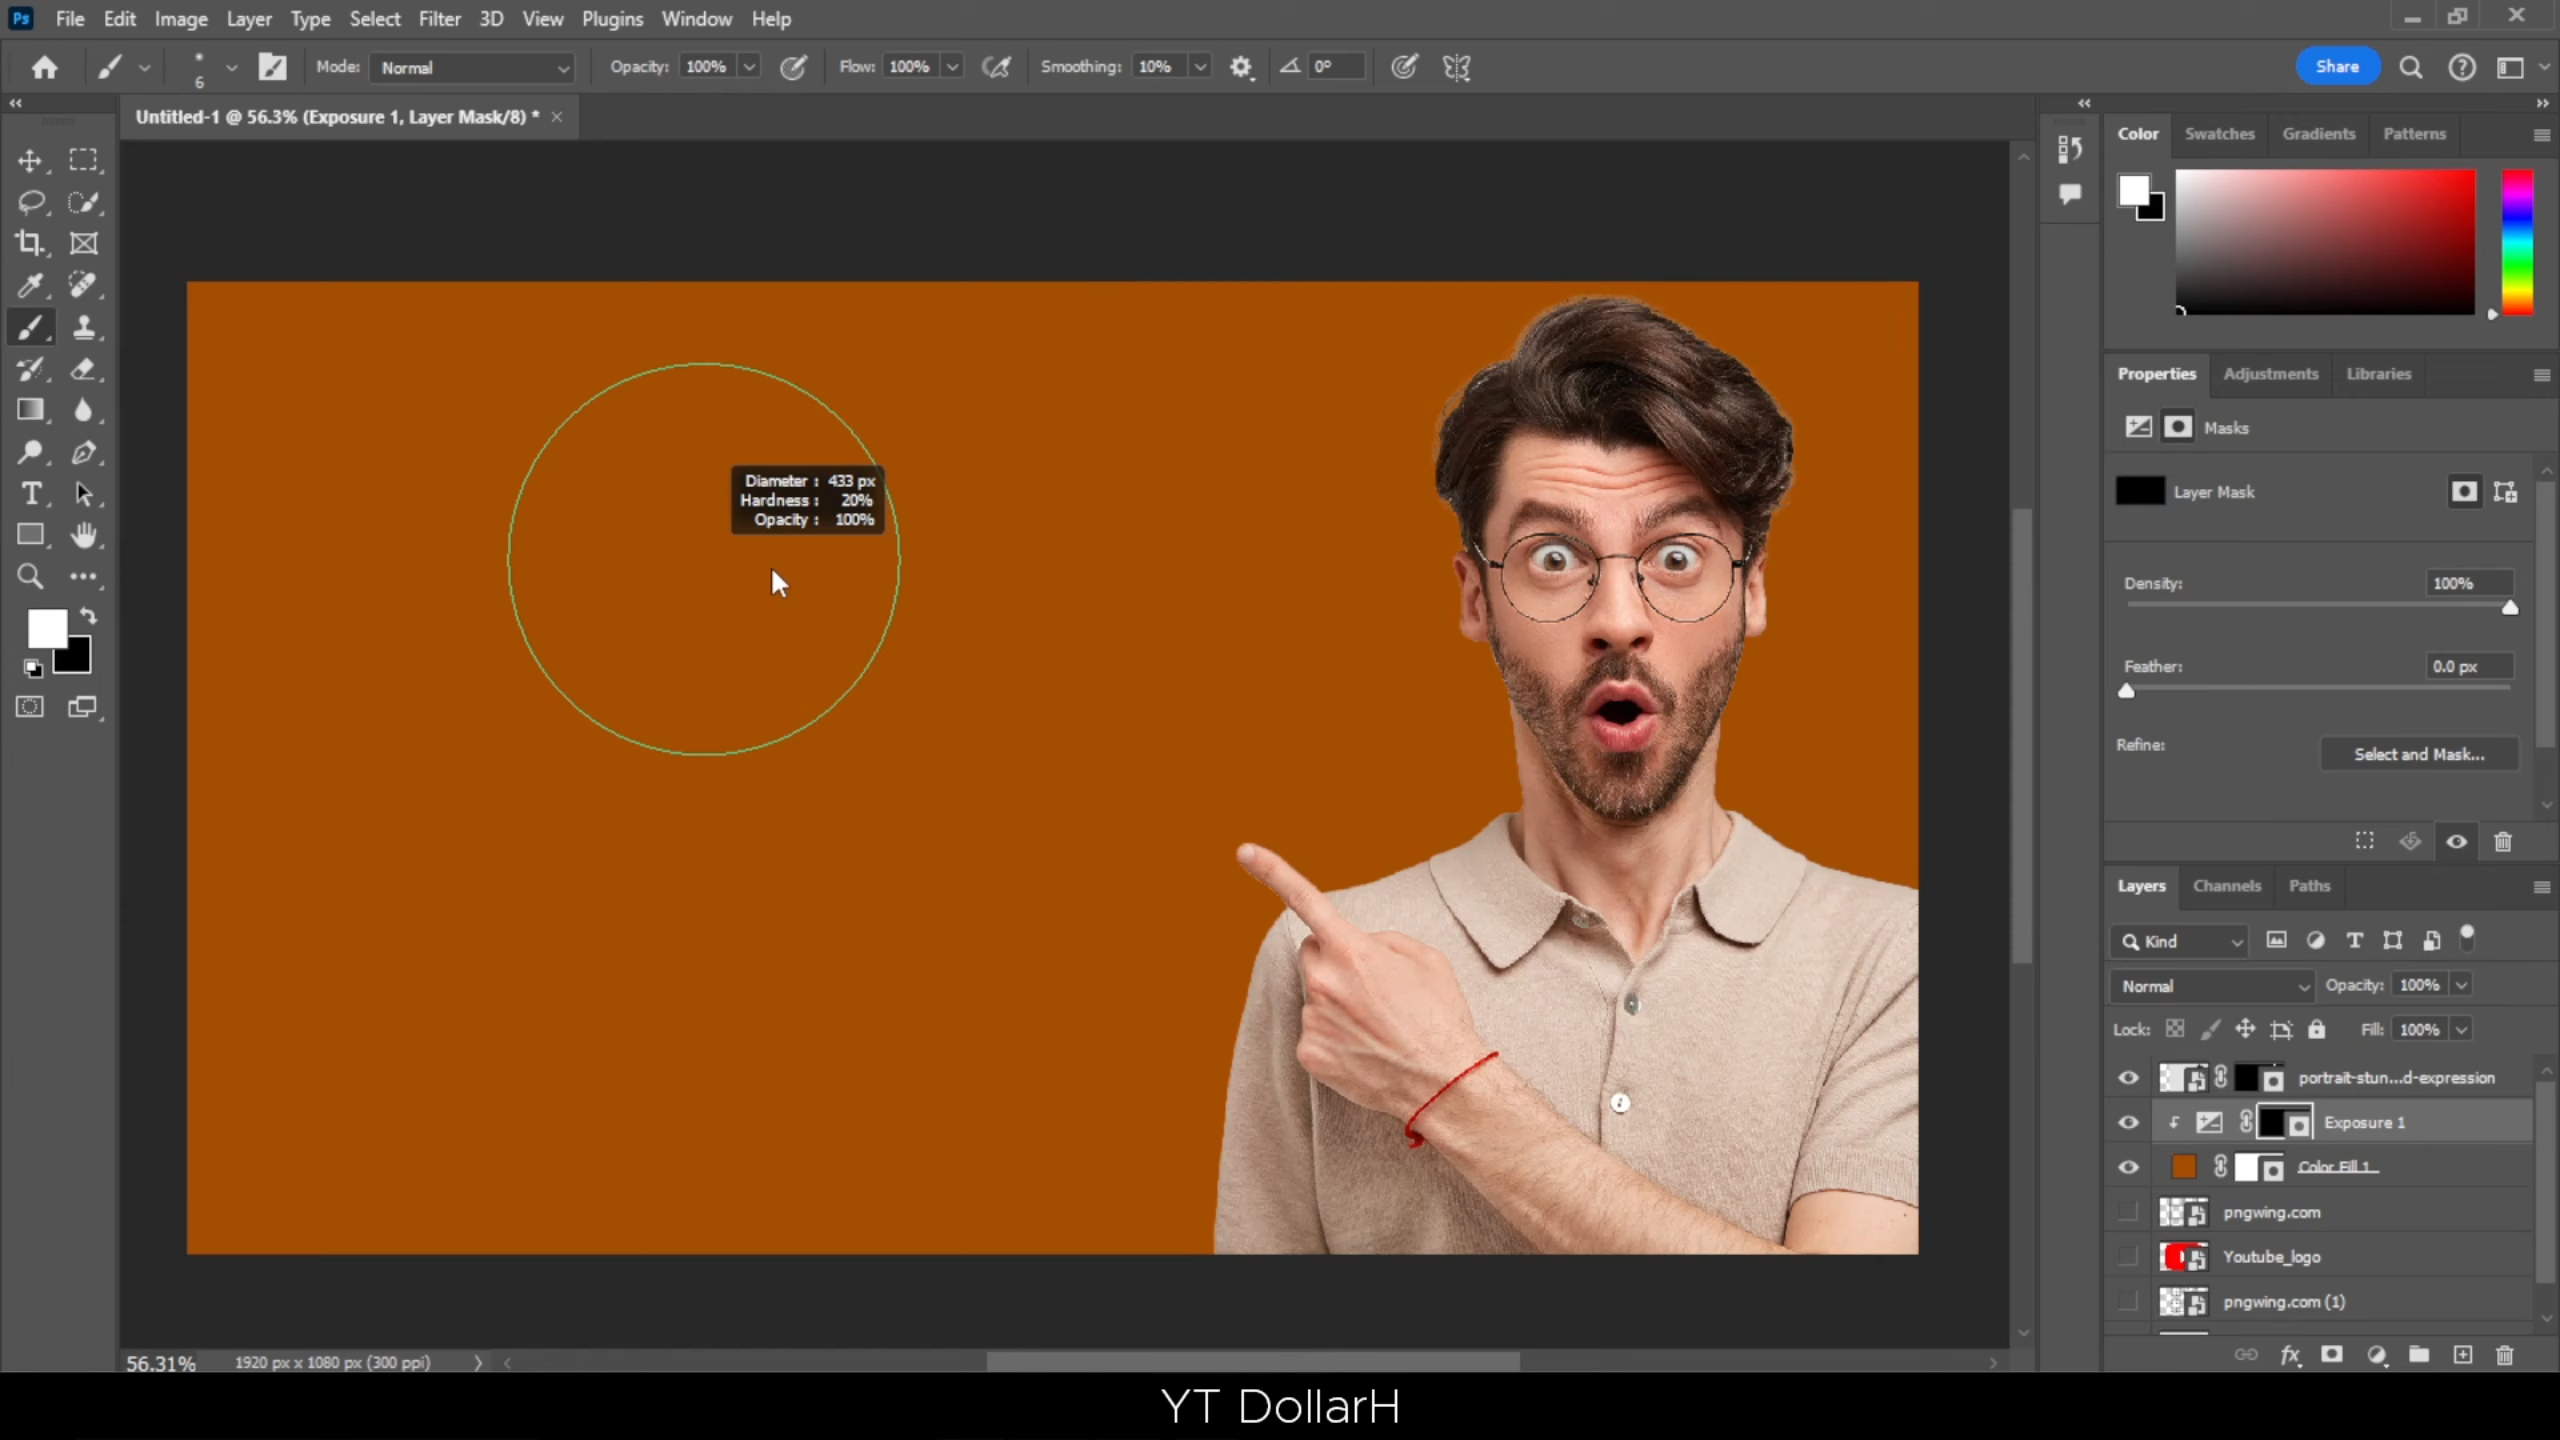 Ps File Edit Image Layer Type Select Filter 3D View Plugins Window Help
6 Mode: Normal Opacity: 100% Flow: 100% Smoothing: 10% 0° Share
Untitled-1 @ 56.3% (Exposure 1, Layer Mask/8) * ×
Color Swatches Gradients Patterns
Properties Adjustments Libraries
Masks
Diameter : 433 px
Hardness : 20%
Opacity : 100%
Layer Mask
Density: 100%
Feather: 0.0 px
Refine: Select and Mask...
Layers Channels Paths
Kind
Normal Opacity: 100%
Lock: Fill: 100%
portrait-stun...d-expression
Exposure 1
Color Fill 1
pngwing.com
Youtube_logo
pngwing.com (1)
56.31% 1920 px x 1080 px (300 ppi)
fx
YT DollarH